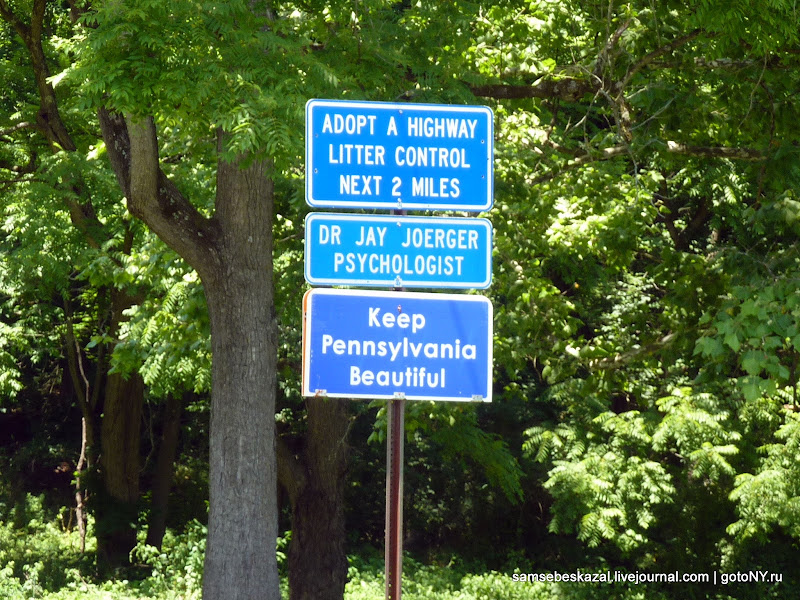 ADOPT A HIGHWAY
LITTER CONTROL
NEXT 2 MILES
DR JAY JOERGER
PSYCHOLOGIST
Keep
Pennsylvania
Beautiful
samsebeskazal.livejournal.com | gotoNY.ru